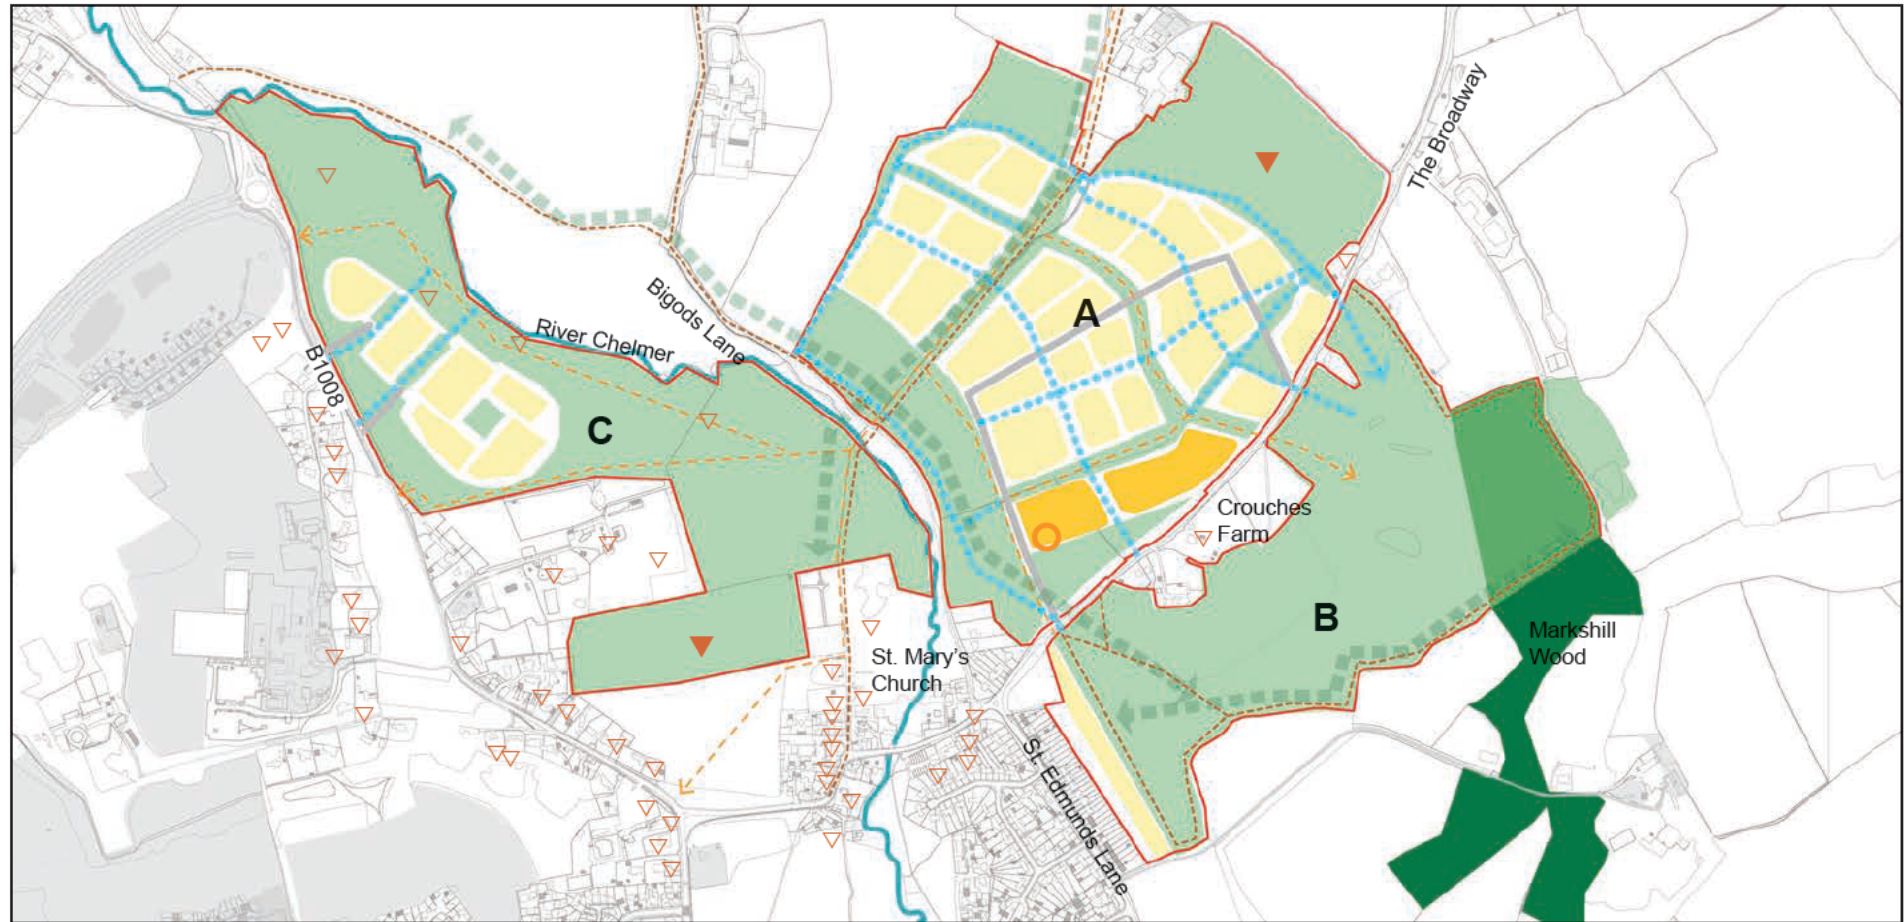 The Broadway
Bigods Lane
River Chelmer
A
B1008
C
Crouches
Farm
B
Markshill
Wood
St. Mary's
Church
St. Edmunds Lane